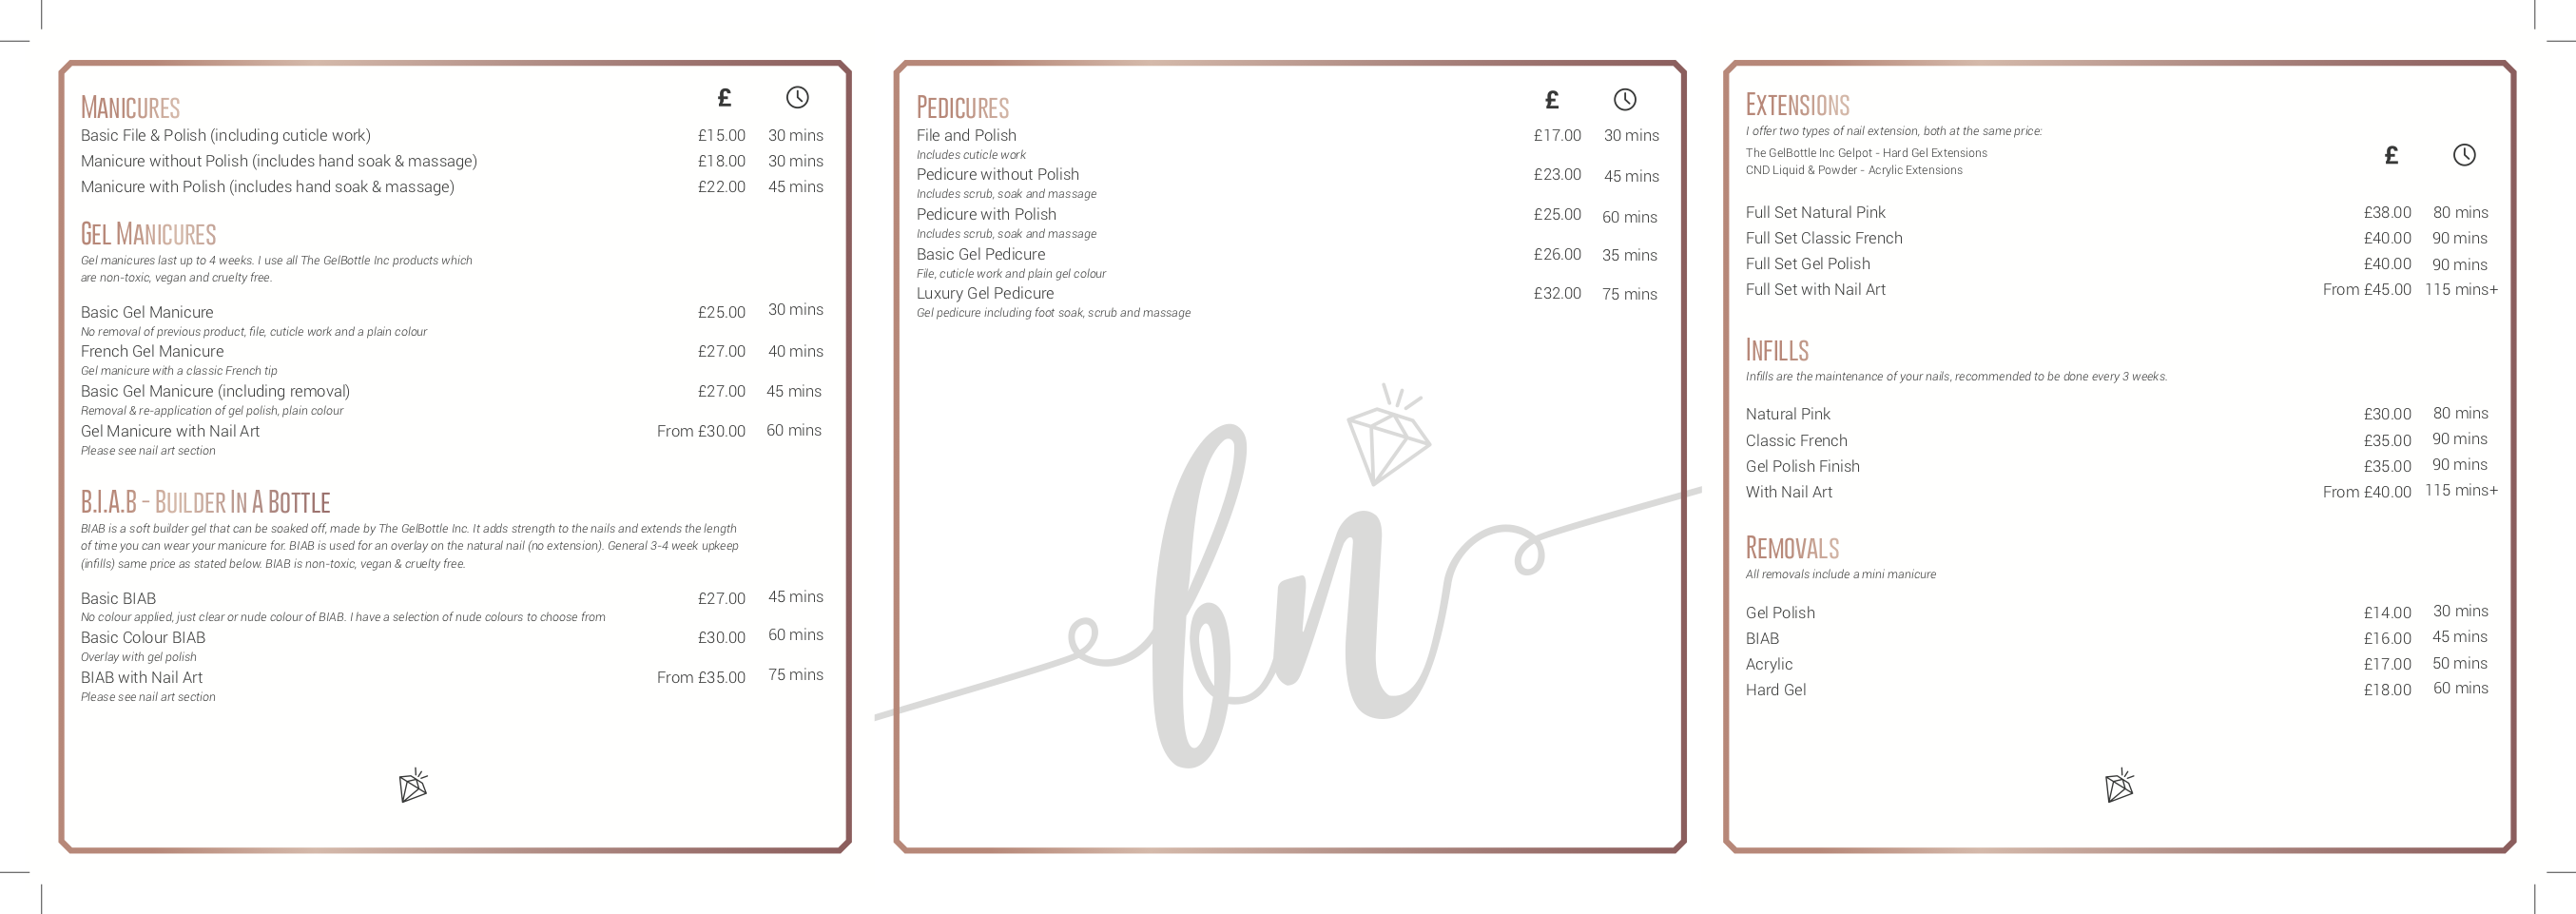 MANICURES £
Basic File & Polish (including cuticle work) £15.00 30 mins
Manicure without Polish (includes hand soak & massage) £18.00 30 mins
Manicure with Polish (includes hand soak & massage) £22.00 45 mins
GEL MANICURES
Gel manicures last up to 4 weeks. I use all The GelBottle Inc products which
are non-toxic, vegan and cruelty free.
Basic Gel Manicure £25.00 30 mins
No removal of previous product, file, cuticle work and a plain colour
French Gel Manicure £27.00 40 mins
Gel manicure with a classic French tip
Basic Gel Manicure (including removal) £27.00 45 mins
Removal & re-application of gel polish, plain colour
Gel Manicure with Nail Art From £30.00 60 mins
Please see nail art section
B.I.A.B - BUILDER IN A BOTTLE
BIAB is a soft builder gel that can be soaked off, made by The GelBottle Inc. It adds strength to the nails and extends the length
of time you can wear your manicure for. BIAB is used for an overlay on the natural nail (no extension). General 3-4 week upkeep
(infills) same price as stated below. BIAB is non-toxic, vegan & cruelty free.
Basic BIAB £27.00 45 mins
No colour applied, just clear or nude colour of BIAB. I have a selection of nude colours to choose from
Basic Colour BIAB £30.00 60 mins
Overlay with gel polish
BIAB with Nail Art From £35.00 75 mins
Please see nail art section
PEDICURES £
File and Polish £17.00 30 mins
Includes cuticle work
Pedicure without Polish £23.00 45 mins
Includes scrub, soak and massage
Pedicure with Polish £25.00 60 mins
Includes scrub, soak and massage
Basic Gel Pedicure £26.00 35 mins
File, cuticle work and plain gel colour
Luxury Gel Pedicure £32.00 75 mins
Gel pedicure including foot soak, scrub and massage
bn
EXTENSIONS
I offer two types of nail extension, both at the same price:
The GelBottle Inc Gelpot - Hard Gel Extensions £
CND Liquid & Powder - Acrylic Extensions
Full Set Natural Pink £38.00 80 mins
Full Set Classic French £40.00 90 mins
Full Set Gel Polish £40.00 90 mins
Full Set with Nail Art From £45.00 115 mins+
INFILLS
Infills are the maintenance of your nails, recommended to be done every 3 weeks.
Natural Pink £30.00 80 mins
Classic French £35.00 90 mins
Gel Polish Finish £35.00 90 mins
With Nail Art From £40.00 115 mins+
REMOVALS
All removals include a mini manicure
Gel Polish £14.00 30 mins
BIAB £16.00 45 mins
Acrylic £17.00 50 mins
Hard Gel £18.00 60 mins